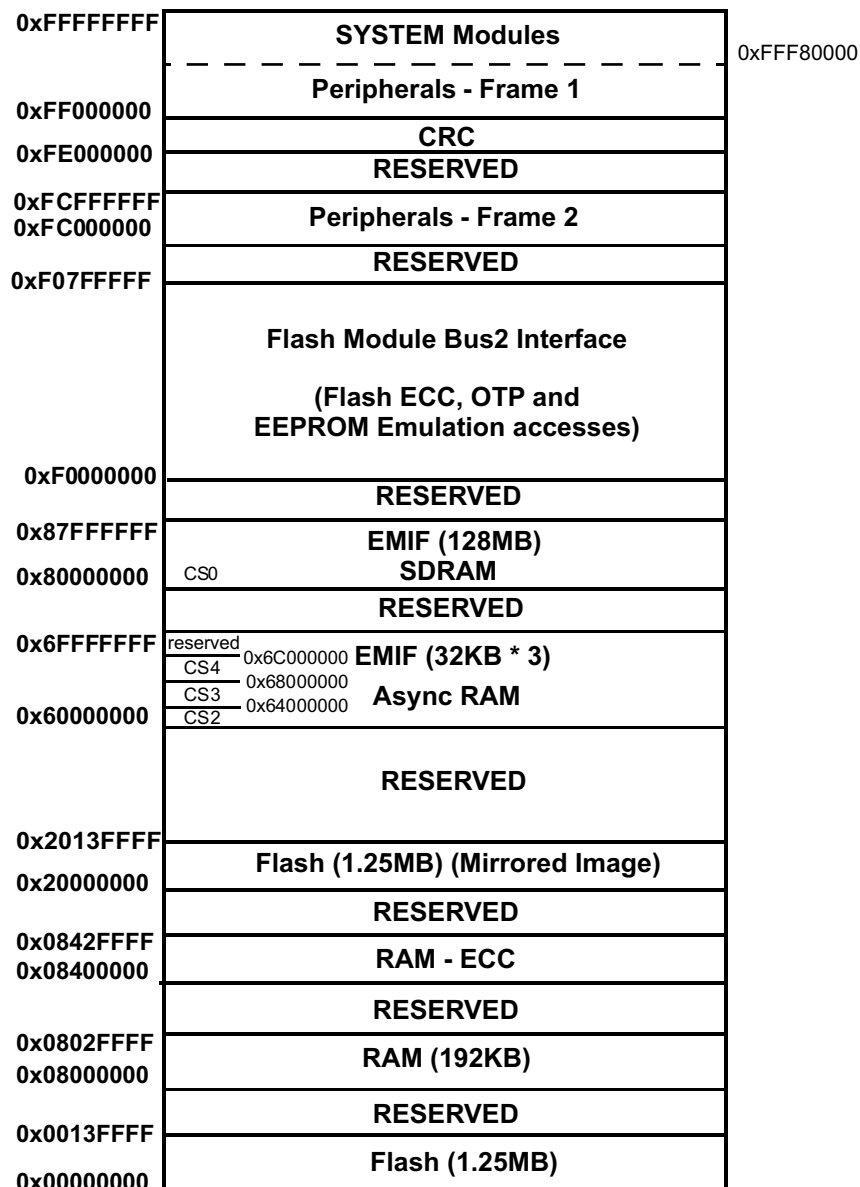 0xFFFFFFFF
SYSTEM Modules
0xFFF80000
Peripherals - Frame 1
0xFF000000
CRC
0xFE000000
RESERVED
0xFCFFFFFF
Peripherals - Frame 2
0xFC000000
RESERVED
0xF07FFFFF
Flash Module Bus2 Interface
(Flash ECC, OTP and
EEPROM Emulation accesses)
0xF0000000
RESERVED
0x87FFFFFF
EMIF (128MB)
0x80000000
CS0
SDRAM
RESERVED
0x6FFFFFFF
reserved
0x6C000000
EMIF (32KB * 3)
CS4
0x68000000
CS3
0x64000000
Async RAM
0x60000000
CS2
RESERVED
0x2013FFFF
Flash (1.25MB) (Mirrored Image)
0x20000000
RESERVED
0x0842FFFF
RAM - ECC
0x08400000
RESERVED
0x0802FFFF
RAM (192KB)
0x08000000
RESERVED
0x0013FFFF
Flash (1.25MB)
0x00000000